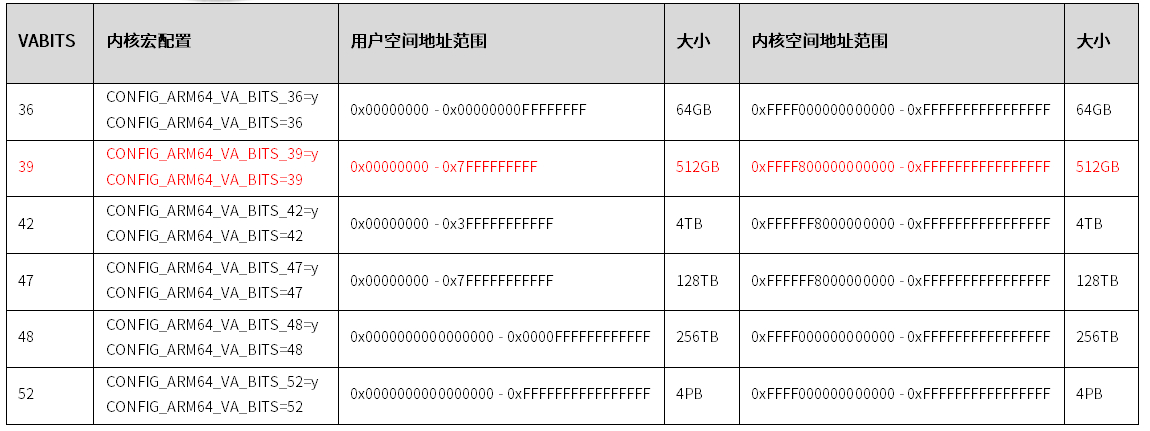 VABITS 内核宏配置 用户空间地址范围 大小 内核空间地址范围 大小
36 CONFIG_ARM64_VA_BITS_36=y 0x00000000 - 0x00000000FFFFFFFF 64GB 0xFFFF000000000000 - 0xFFFFFFFFFFFFFFFF 64GB
CONFIG_ARM64_VA_BITS=36
39 CONFIG_ARM64_VA_BITS_39=y 0x00000000 - 0x7FFFFFFFFF 512GB 0xFFFF800000000000 - 0xFFFFFFFFFFFFFFFF 512GB
CONFIG_ARM64_VA_BITS=39
42 CONFIG_ARM64_VA_BITS_42=y 0x00000000 - 0x3FFFFFFFFFF 4TB 0xFFFFFF8000000000 - 0xFFFFFFFFFFFFFFFF 4TB
CONFIG_ARM64_VA_BITS=42
47 CONFIG_ARM64_VA_BITS_47=y 0x00000000 - 0x7FFFFFFFFFF 128TB 0xFFFFFF8000000000 - 0xFFFFFFFFFFFFFFFF 128TB
CONFIG_ARM64_VA_BITS=47
48 CONFIG_ARM64_VA_BITS_48=y 0x0000000000000000 - 0x0000FFFFFFFFFFFF 256TB 0xFFFF000000000000 - 0xFFFFFFFFFFFFFFFF 256TB
CONFIG_ARM64_VA_BITS=48
52 CONFIG_ARM64_VA_BITS_52=y 0x0000000000000000 - 0xFFFFFFFFFFFFFFFF 4PB 0xFFFF000000000000 - 0xFFFFFFFFFFFFFFFF 4PB
CONFIG_ARM64_VA_BITS=52